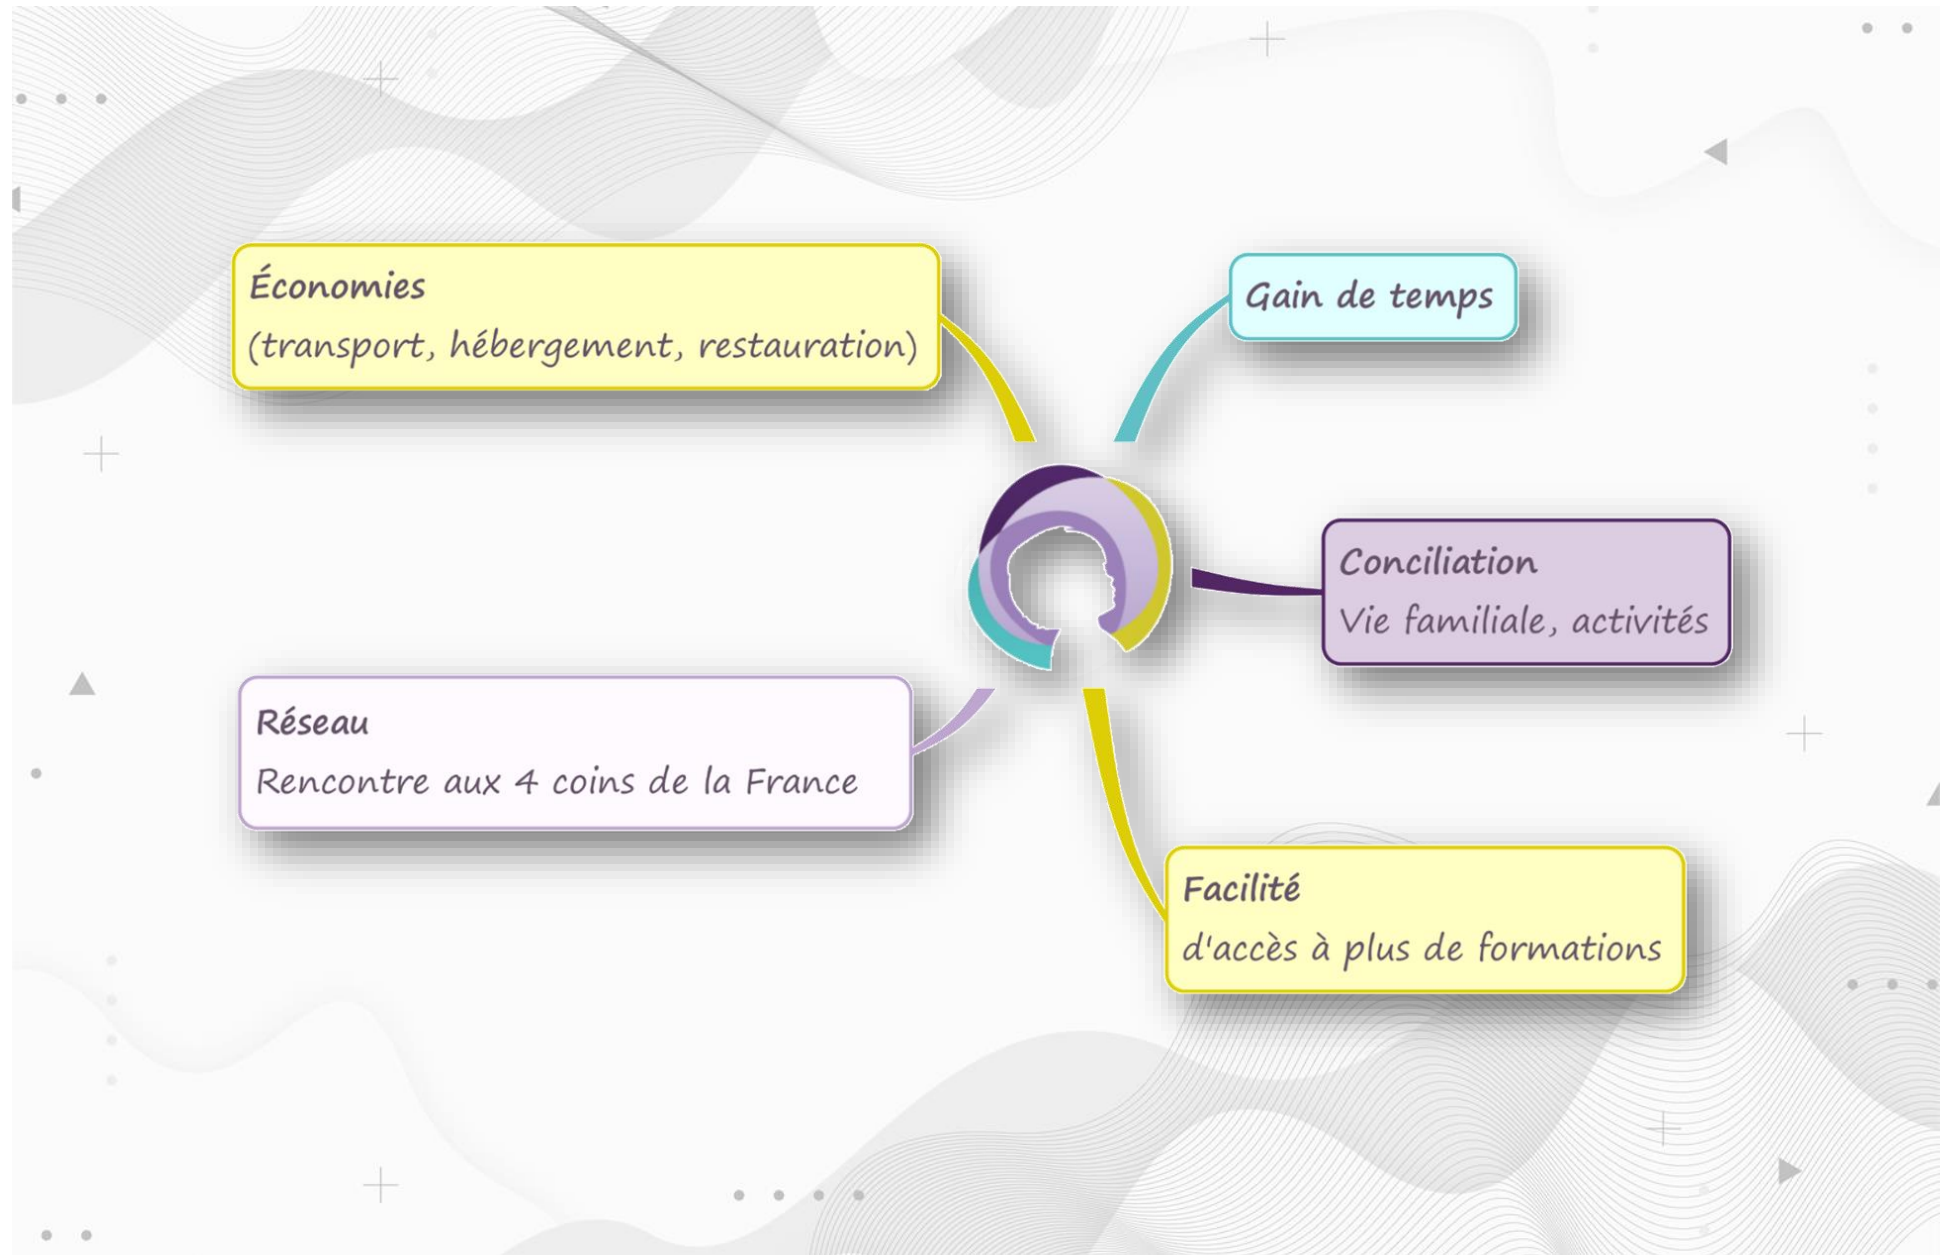 Économies
(transport, hébergement, restauration)
Gain de temps
Conciliation
Vie familiale, activités
Réseau
Rencontre aux 4 coins de la France
Facilité
d'accès à plus de formations